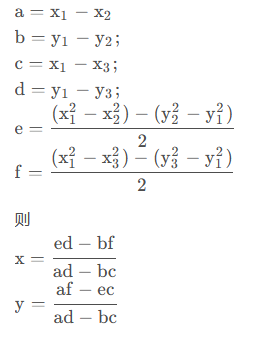 a = x₁ − x₂
b = y₁ − y₂;
c = x₁ − x₃;
d = y₁ − y₃;
e = ((x₁² − x₂²) − (y₂² − y₁²)) / 2
f = ((x₁² − x₃²) − (y₃² − y₁²)) / 2
则
x = (ed − bf) / (ad − bc)
y = (af − ec) / (ad − bc)